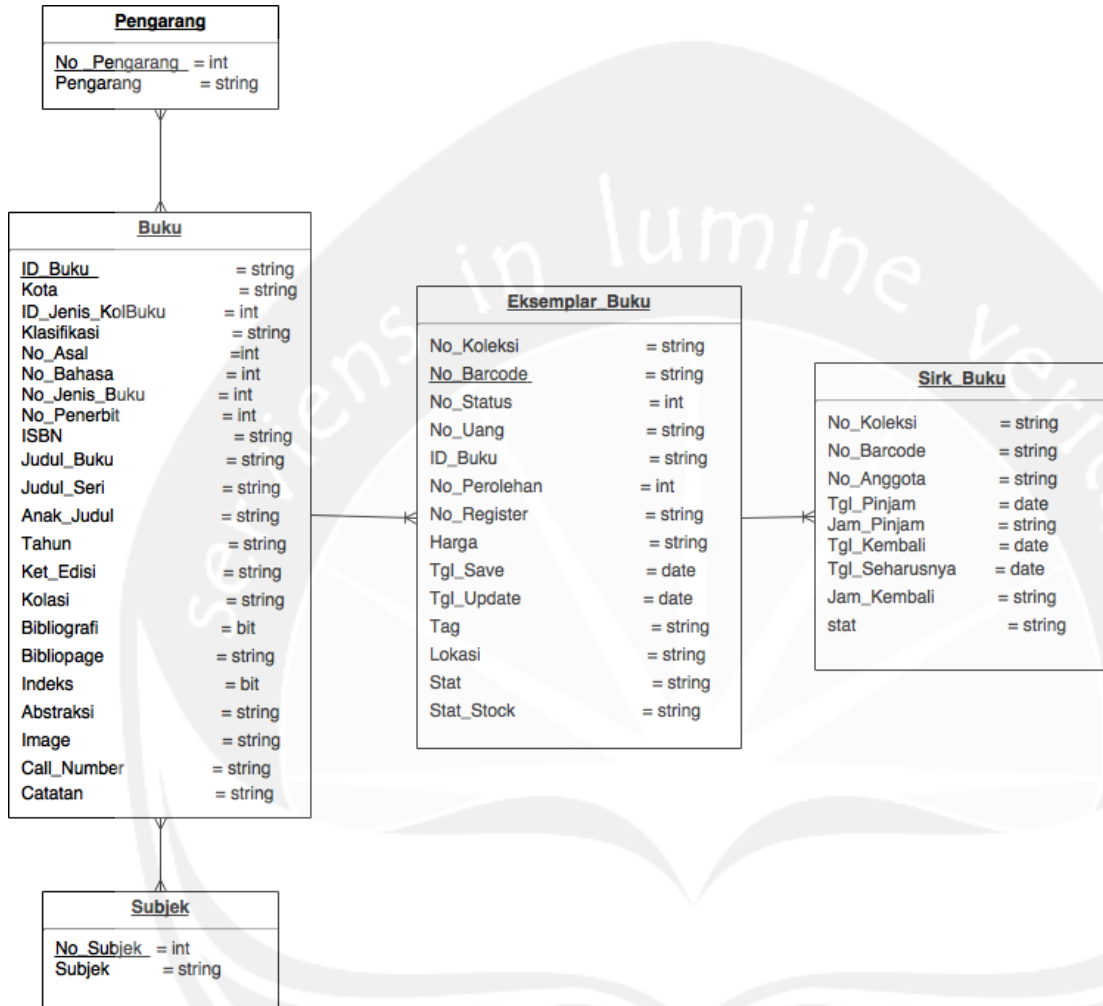 Pengarang
No_Pengarang = int
Pengarang = string
Buku
ID_Buku = string
Kota = string
ID_Jenis_KolBuku = int
Klasifikasi = string
No_Asal =int
No_Bahasa = int
No_Jenis_Buku = int
No_Penerbit = int
ISBN = string
Judul_Buku = string
Judul_Seri = string
Anak_Judul = string
Tahun = string
Ket_Edisi = string
Kolasi = string
Bibliografi = bit
Bibliopage = string
Indeks = bit
Abstraksi = string
Image = string
Call_Number = string
Catatan = string
Eksemplar_Buku
No_Koleksi = string
No_Barcode = string
No_Status = int
No_Uang = string
ID_Buku = string
No_Perolehan = int
No_Register = string
Harga = string
Tgl_Save = date
Tgl_Update = date
Tag = string
Lokasi = string
Stat = string
Stat_Stock = string
Sirk_Buku
No_Koleksi = string
No_Barcode = string
No_Anggota = string
Tgl_Pinjam = date
Jam_Pinjam = string
Tgl_Kembali = date
Tgl_Seharusnya = date
Jam_Kembali = string
stat = string
Subjek
No_Subjek = int
Subjek = string
serviens in lumine